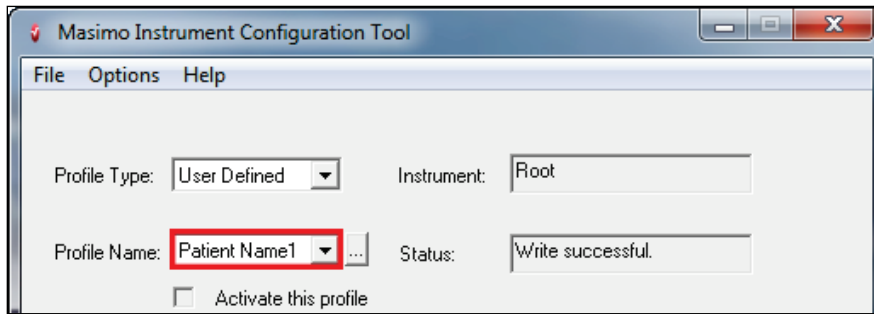 Masimo Instrument Configuration Tool
File Options Help
Profile Type: User Defined Instrument: Root
Profile Name: Patient Name1 ... Status: Write successful.
Activate this profile